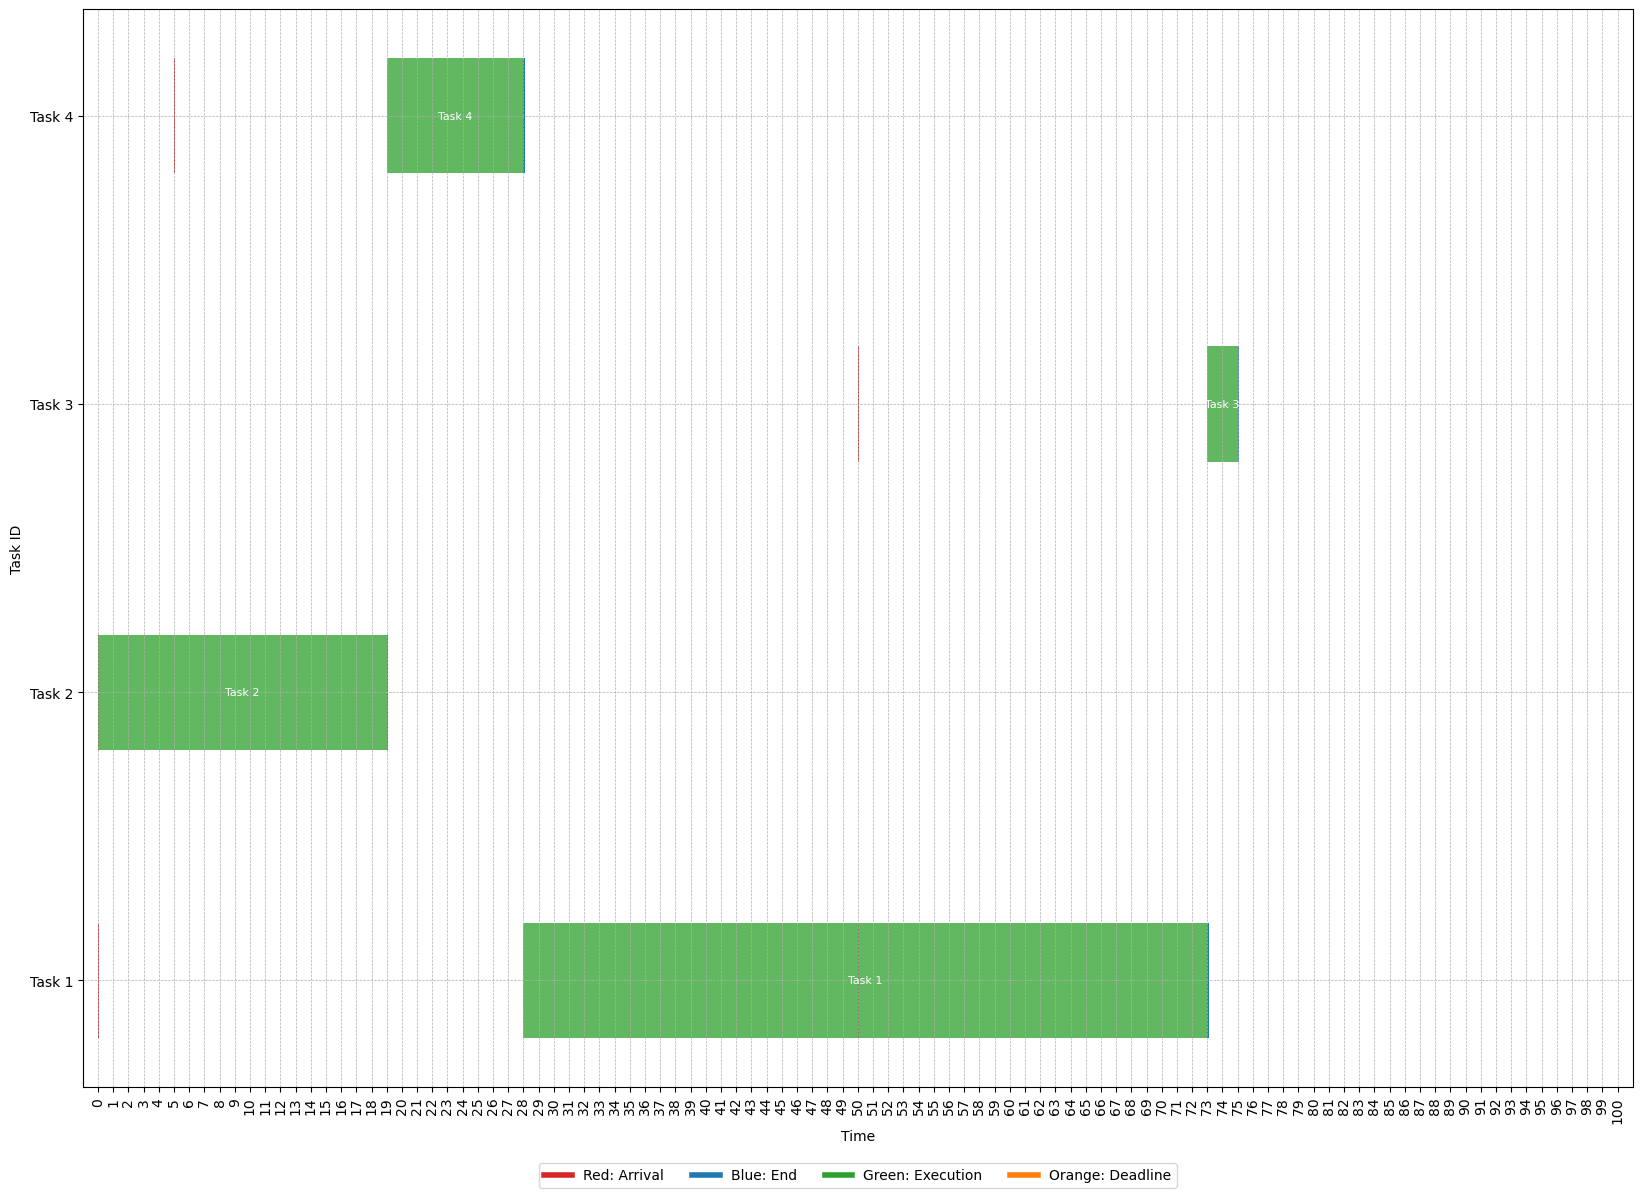 Task 4
Task 4
Task 3
Task 3
Task ID
Task 2
Task 2
Task 1
Task 1
0 1 2 3 4 5 6 7 8 9 10 11 12 13 14 15 16 17 18 19 20 21 22 23 24 25 26 27 28 29 30 31 32 33 34 35 36 37 38 39 40 41 42 43 44 45 46 47 48 49 50 51 52 53 54 55 56 57 58 59 60 61 62 63 64 65 66 67 68 69 70 71 72 73 74 75 76 77 78 79 80 81 82 83 84 85 86 87 88 89 90 91 92 93 94 95 96 97 98 99 100
Time
Red: Arrival Blue: End Green: Execution Orange: Deadline